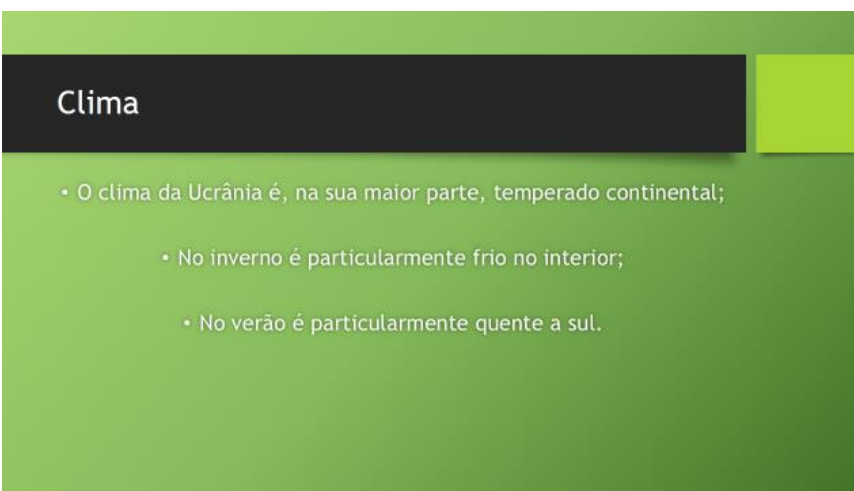 Clima
• O clima da Ucrânia é, na sua maior parte, temperado continental;
• No inverno é particularmente frio no interior;
• No verão é particularmente quente a sul.